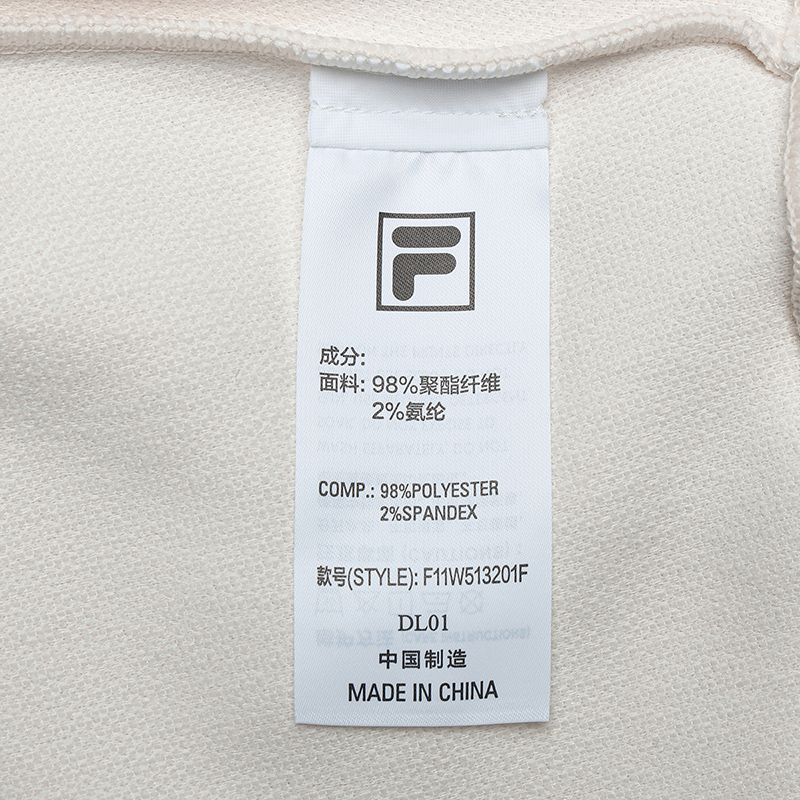 F
成分:
面料: 98%聚酯纤维
2%氨纶
COMP.: 98%POLYESTER
2%SPANDEX
款号(STYLE): F11W513201F
DL01
中国制造
MADE IN CHINA